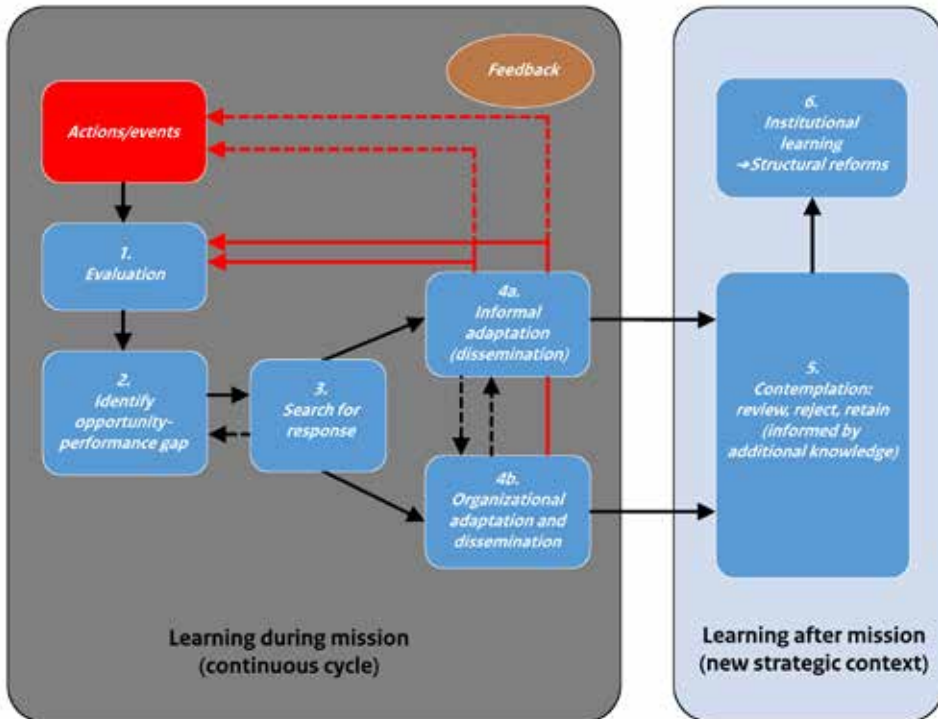 Feedback
Actions/events
1.
Evaluation
2.
Identify
opportunity-
performance gap
3.
Search for
response
4a.
Informal
adaptation
(dissemination)
4b.
Organizational
adaptation and
dissemination
Learning during mission
(continuous cycle)
6.
Institutional
learning
→Structural reforms
5.
Contemplation:
review, reject, retain
(informed by
additional knowledge)
Learning after mission
(new strategic context)